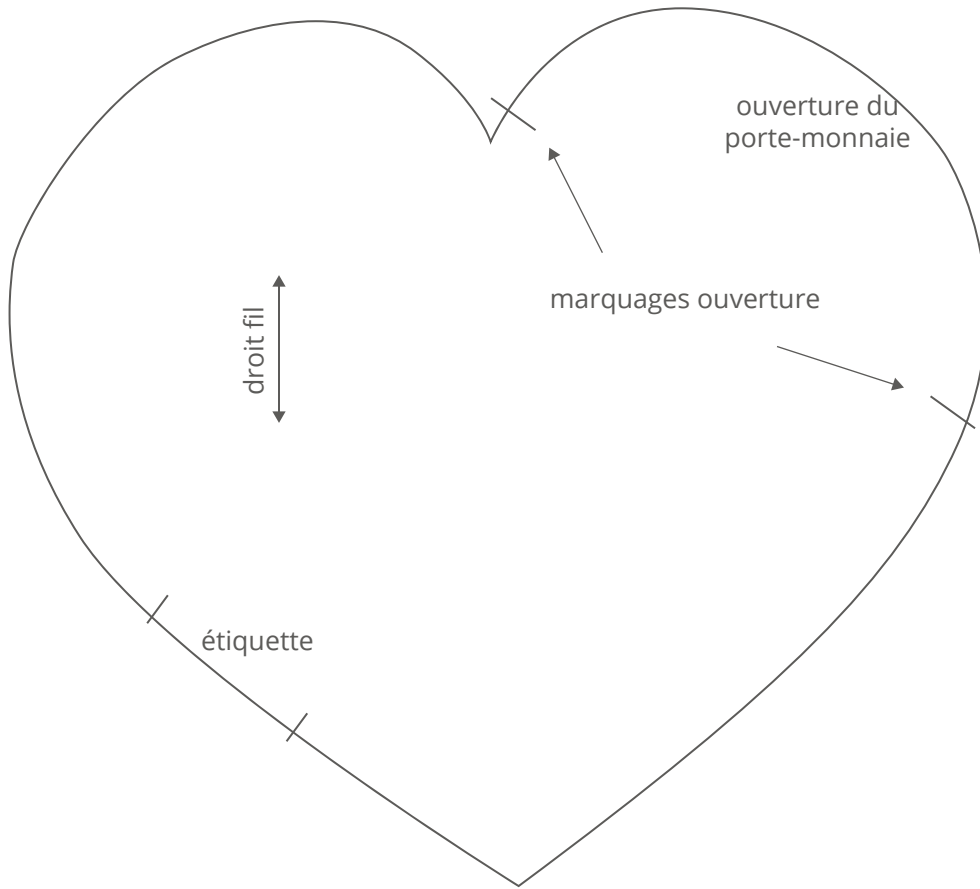 ouverture du
porte-monnaie
marquages ouverture
droit fil
étiquette